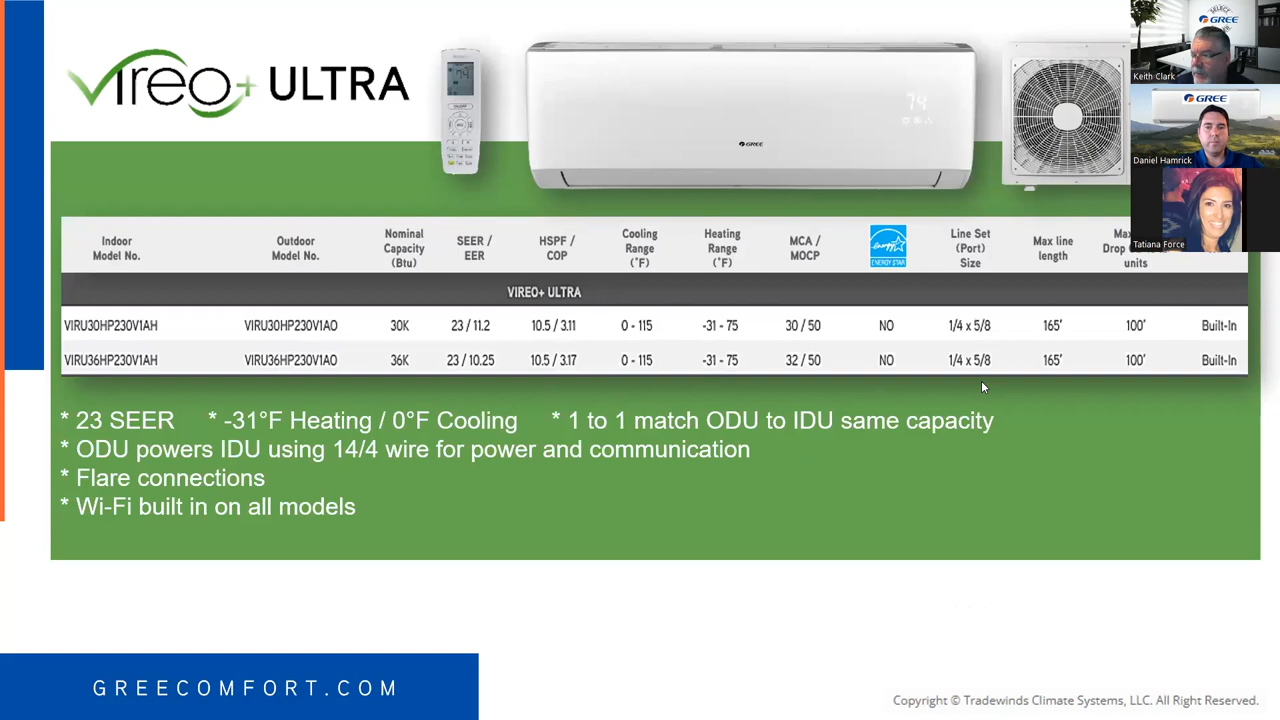 vireo+ ULTRA
GREE
74
SELECT
GREE
Keith Clark
GREE
Daniel Hamrick
Tatiana Force
Indoor Model No. Outdoor Model No. Nominal Capacity (Btu) SEER / EER HSPF / COP Cooling Range (°F) Heating Range (°F) MCA / MOCP ENERGY STAR Line Set (Port) Size Max line length Drop units
VIREO+ ULTRA
VIRU30HP230V1AH VIRU30HP230V1AO 30K 23 / 11.2 10.5 / 3.11 0 - 115 -31 - 75 30 / 50 NO 1/4 x 5/8 165' 100' Built-In
VIRU36HP230V1AH VIRU36HP230V1AO 36K 23 / 10.25 10.5 / 3.17 0 - 115 -31 - 75 32 / 50 NO 1/4 x 5/8 165' 100' Built-In
* 23 SEER * -31°F Heating / 0°F Cooling * 1 to 1 match ODU to IDU same capacity
* ODU powers IDU using 14/4 wire for power and communication
* Flare connections
* Wi-Fi built in on all models
GREECOMFORT.COM
Copyright © Tradewinds Climate Systems, LLC. All Right Reserved.